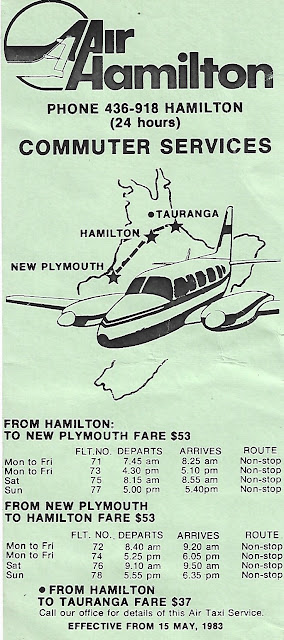 Air
Hamilton
PHONE 436-918 HAMILTON
(24 hours)
COMMUTER SERVICES
TAURANGA
HAMILTON
NEW PLYMOUTH
FROM HAMILTON:
TO NEW PLYMOUTH FARE $53
FLT.NO. DEPARTS ARRIVES ROUTE
Mon to Fri 71 7.45 am 8.25 am Non-stop
Mon to Fri 73 4.30 pm 5.10 pm Non-stop
Sat 75 8.15 am 8.55 am Non-stop
Sun 77 5.00 pm 5.40pm Non-stop
FROM NEW PLYMOUTH
TO HAMILTON FARE $53
FLT. NO. DEPARTS ARRIVES ROUTE
Mon to Fri 72 8.40 am 9.20 am Non-stop
Mon to Fri 74 5.25 pm 6.05 pm Non-stop
Sat 76 9.10 am 9.50 am Non-stop
Sun 78 5.55 pm 6.35 pm Non-stop
• FROM HAMILTON
TO TAURANGA FARE $37
Call our office for details of this Air Taxi Service.
EFFECTIVE FROM 15 MAY, 1983